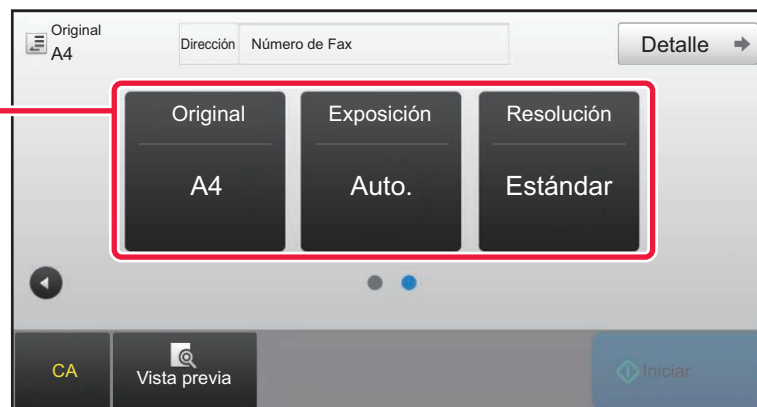 Original
A4
Dirección Número de Fax
Detalle
Original Exposición Resolución
A4 Auto. Estándar
CA
Vista previa
Iniciar